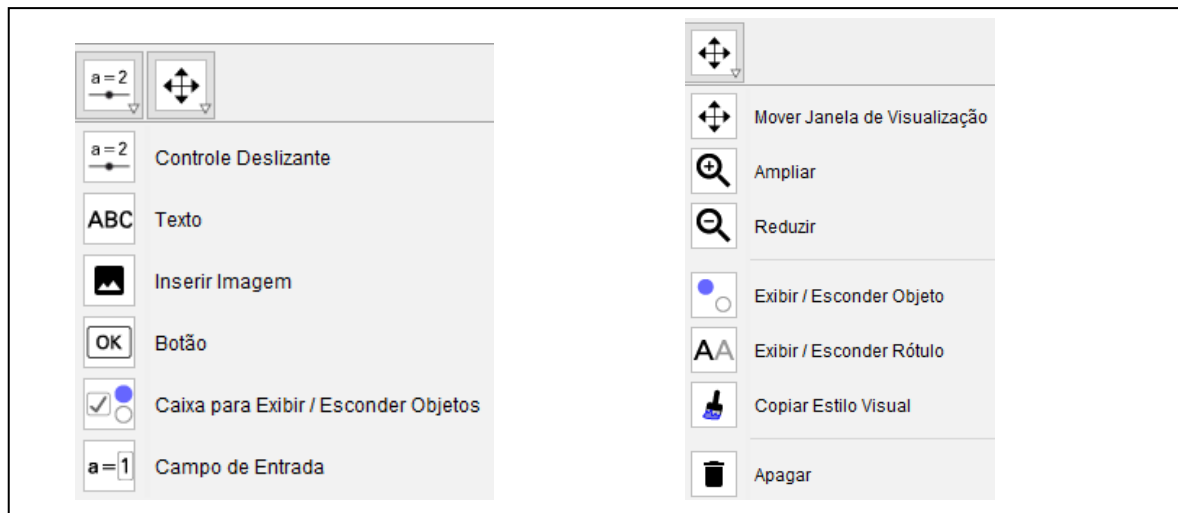 a=2
a=2 Controle Deslizante
ABC Texto
Inserir Imagem
OK Botão
Caixa para Exibir / Esconder Objetos
a=1 Campo de Entrada
Mover Janela de Visualização
Ampliar
Reduzir
Exibir / Esconder Objeto
AA Exibir / Esconder Rótulo
Copiar Estilo Visual
Apagar